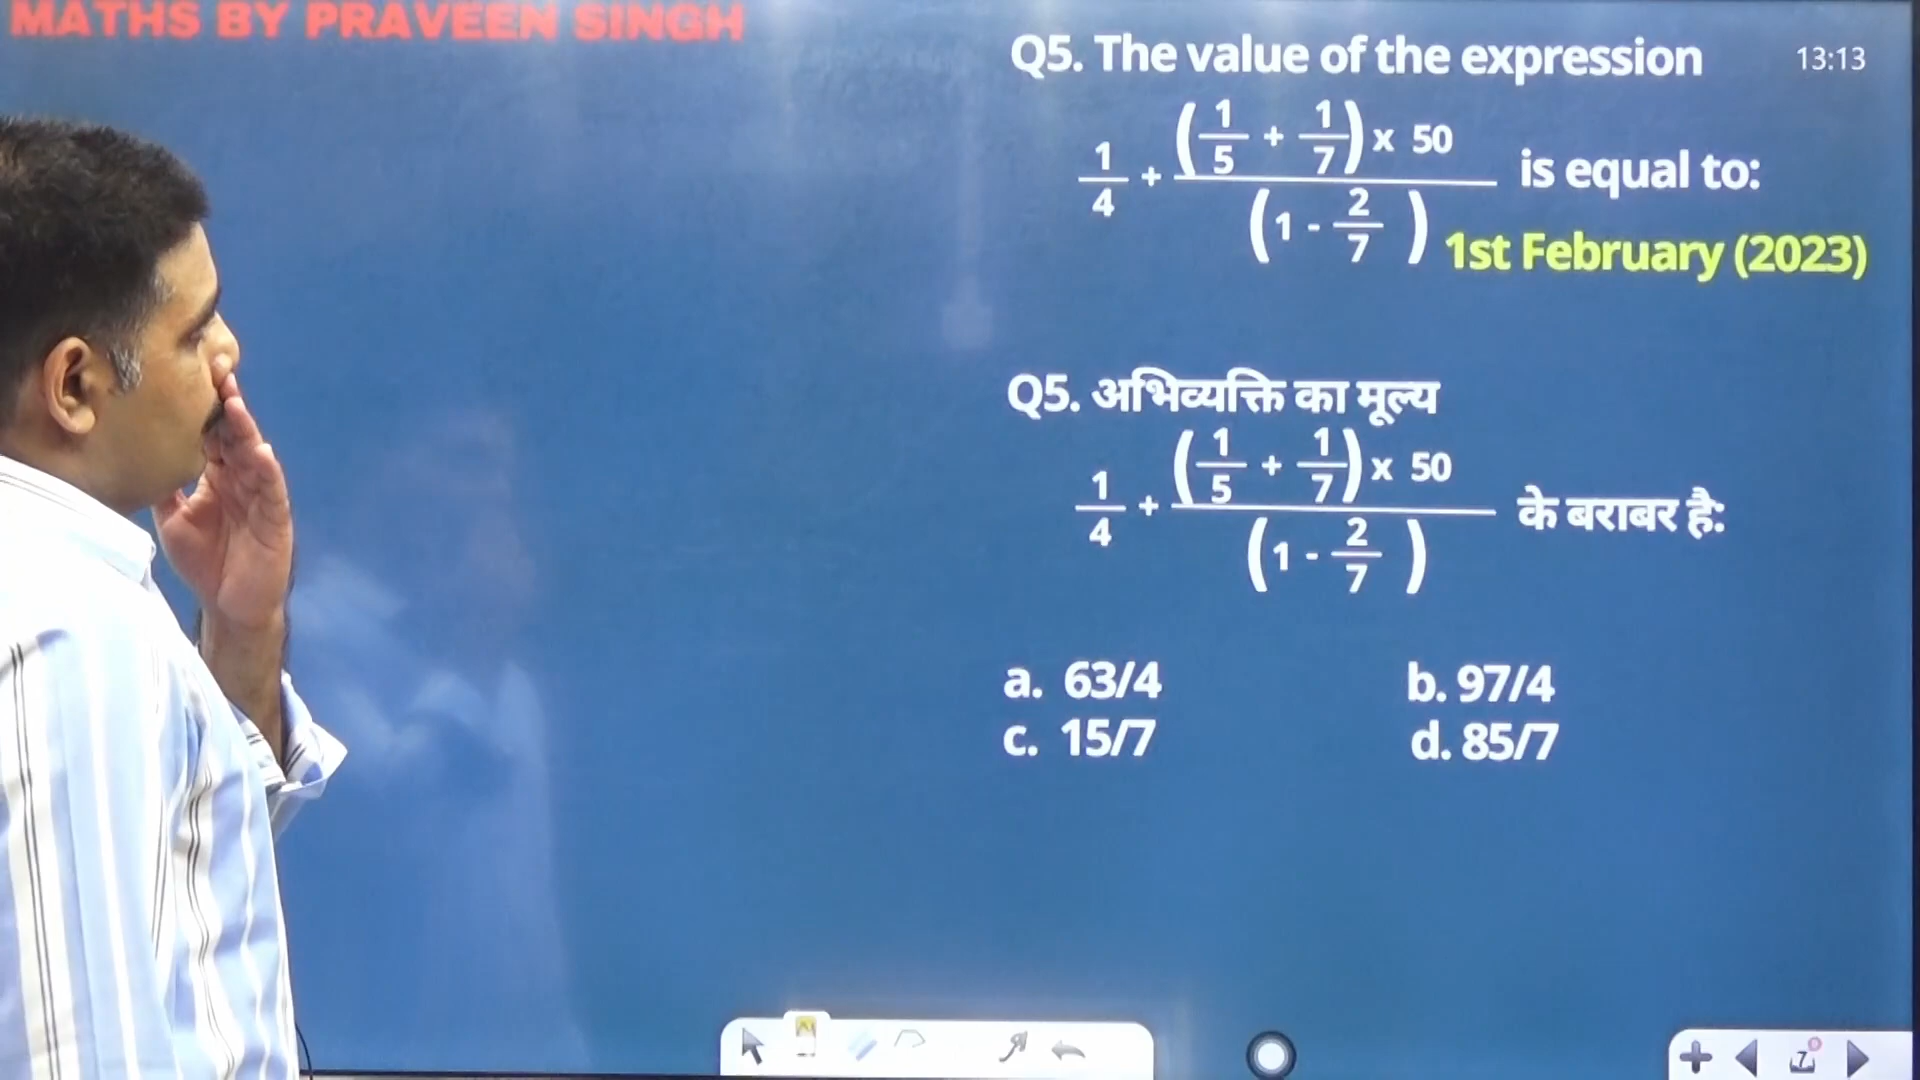 MATHS BY PRAVEEN SINGH
13:13
Q5. The value of the expression
1/4 + ((1/5 + 1/7) x 50)/(1 - 2/7) is equal to:
1st February (2023)
Q5. अभिव्यक्ति का मूल्य
1/4 + ((1/5 + 1/7) x 50)/(1 - 2/7) के बराबर है:
a. 63/4 b. 97/4
c. 15/7 d. 85/7
7